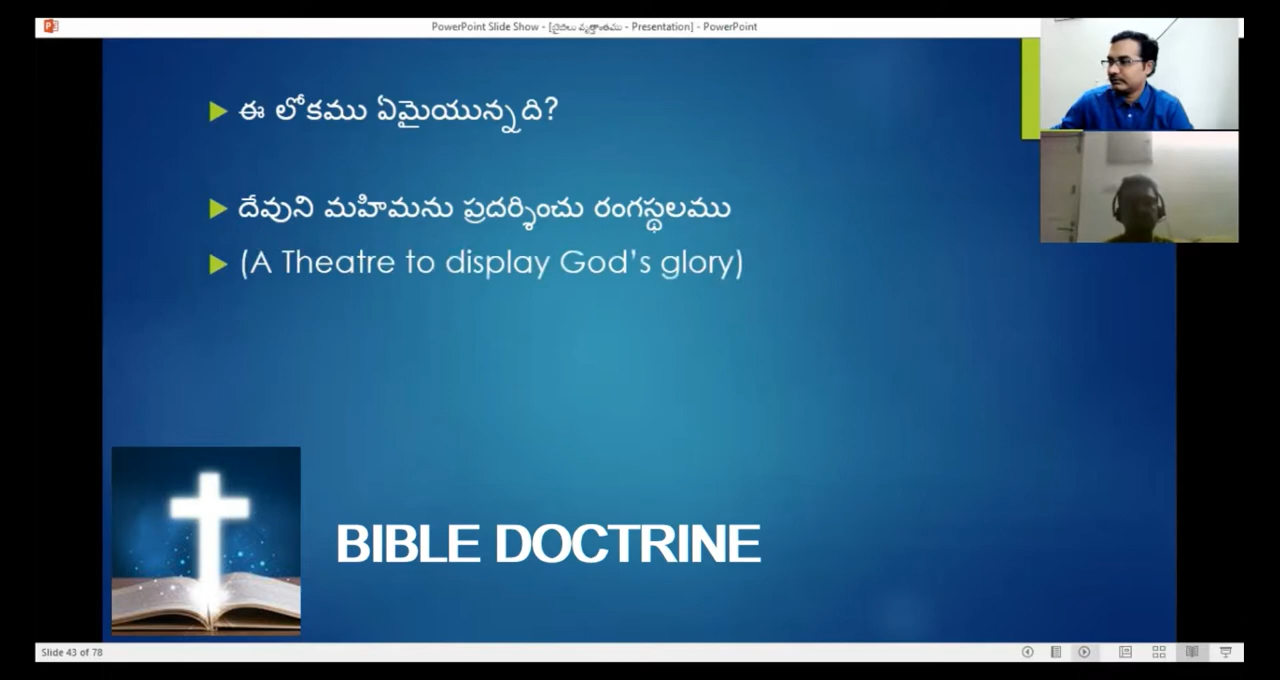 PowerPoint Slide Show - [బైబిలు వృత్తాంతము - Presentation] - PowerPoint
ఈ లోకము ఏమైయున్నది?
దేవుని మహిమను ప్రదర్శించు రంగస్థలము
(A Theatre to display God's glory)
BIBLE DOCTRINE
Slide 43 of 78